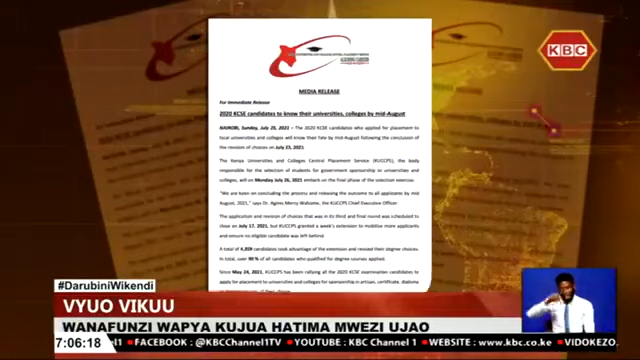 KBC
MEDIA RELEASE
For Immediate Release
2020 KCSE candidates to know their universities, colleges by mid-August
NAIROBI, Sunday, July 25, 2021 – The 2020 KCSE candidates who applied for placement to
local universities and colleges will know their fate by mid-August following the conclusion of
the revision of choices on July 23, 2021
The Kenya Universities and Colleges Central Placement Service (KUCCPS), the body
responsible for the selection of students for government sponsorship to universities and
colleges, will on Monday July 26, 2021 embark on the final phase of the selection exercise.
"We are keen on concluding the process and releasing the outcome to all applicants by mid
August, 2021," says Dr. Agnes Mercy Wahome, the KUCCPS Chief Executive Officer
The application and revision of choices that was in its third and final round was scheduled to
close on July 17, 2021, but KUCCPS granted a week's extension to mobilise more applicants
and ensure no eligible candidate was left behind
A total of 4,859 candidates took advantage of the extension and revised their degree choices.
In total, over 90 % of all candidates who qualified for degree courses applied.
Since May 24, 2021, KUCCPS has been rallying all the 2020 KCSE examination candidates to
apply for placement to universities and colleges for sponsorship in artisan, certificate, diploma
#DarubiniWikendi
VYUO VIKUU
WANAFUNZI WAPYA KUJUA HATIMA MWEZI UJAO
7:06:18 FACEBOOK : @KBCChannel1TV YOUTUBE : KBC Channel 1 WEBSITE : www.kbc.co.ke VIDOKEZO